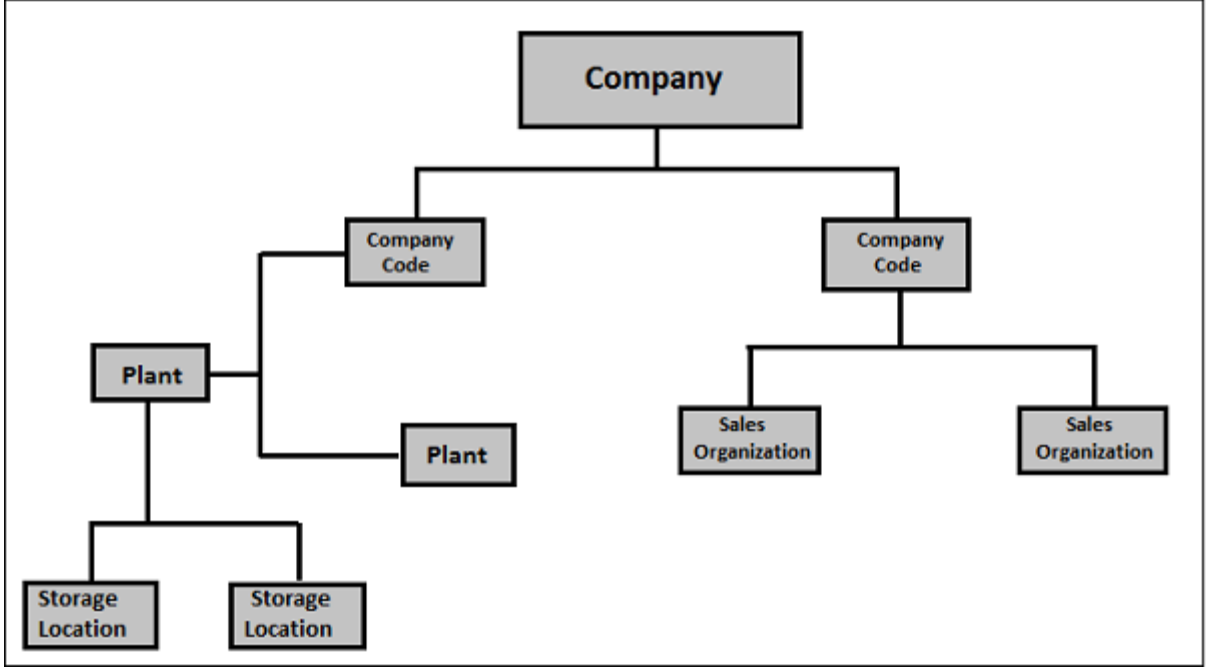 Company
Company
Code
Company
Code
Plant
Plant
Sales
Organization
Sales
Organization
Storage
Location
Storage
Location